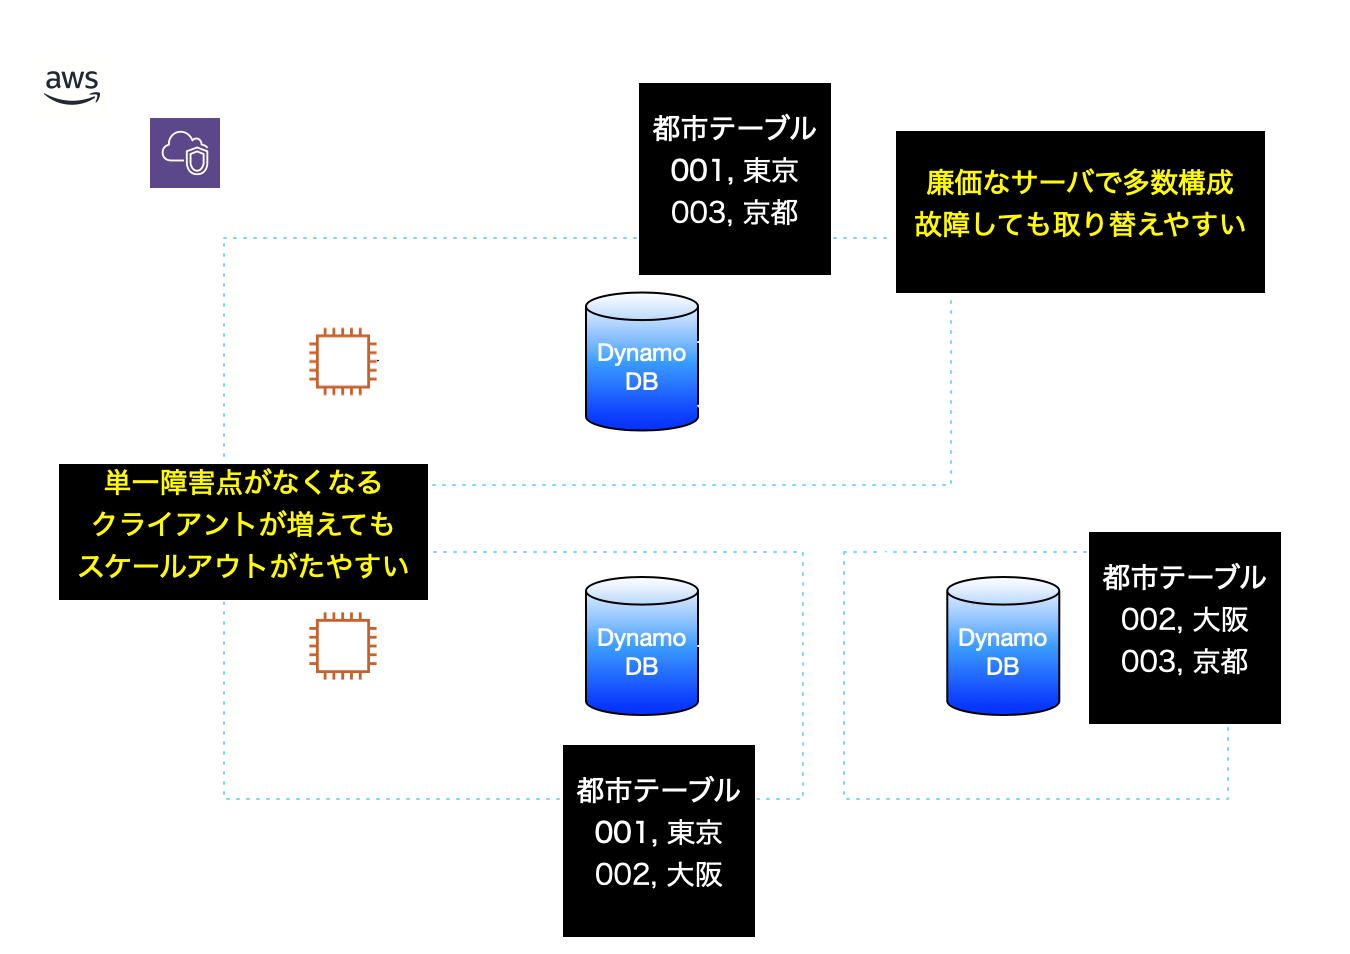 aws
都市テーブル
001, 東京
003, 京都
廉価なサーバで多数構成
故障しても取り替えやすい
Dynamo
DB
単一障害点がなくなる
クライアントが増えても
スケールアウトがたやすい
Dynamo
DB
Dynamo
DB
都市テーブル
002, 大阪
003, 京都
都市テーブル
001, 東京
002, 大阪